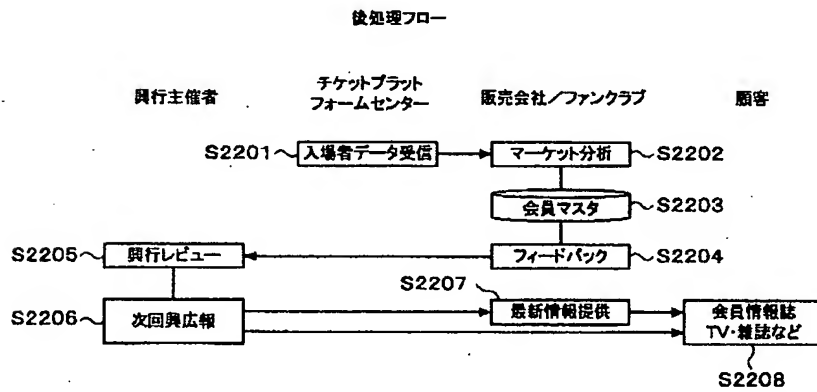 後処理フロー
興行主催者
チケットプラット
フォームセンター
販売会社/ファンクラブ
顧客
S2201
入場者データ受信
マーケット分析
S2202
会員マスタ
S2203
S2205
興行レビュー
フィードバック
S2204
S2207
S2206
次回興広報
最新情報提供
会員情報誌
TV・雑誌など
S2208